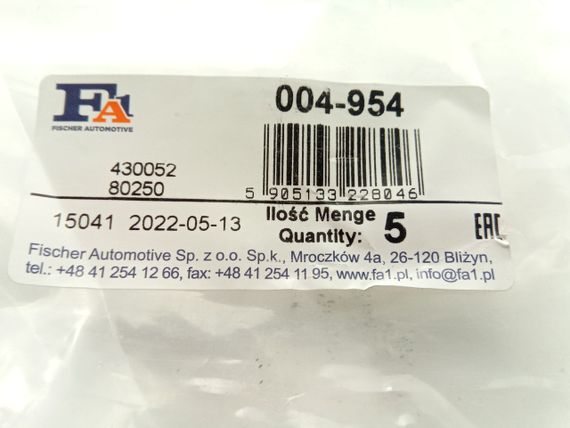 FA1
FISCHER AUTOMOTIVE
004-954
430052
80250
5 905133 228046
15041 2022-05-13
Ilość Menge
Quantity: 5
EAC
Fischer Automotive Sp. z o.o. Sp.k., Mroczków 4a, 26-120 Bliżyn,
tel.: +48 41 254 12 66, fax: +48 41 254 11 95, www.fa1.pl, info@fa1.pl